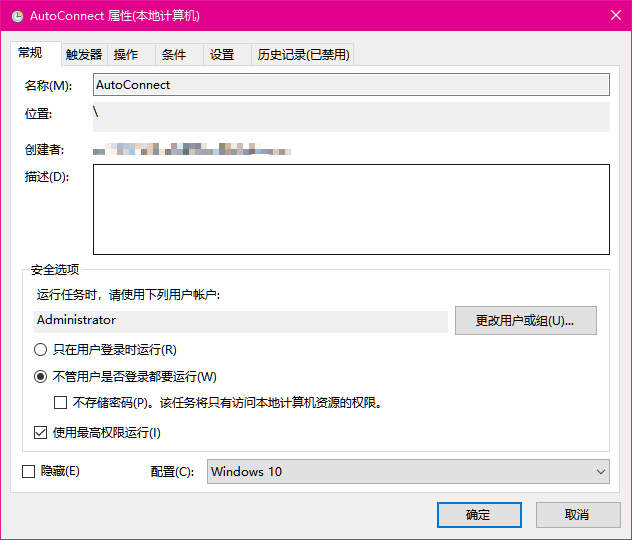 AutoConnect 属性(本地计算机)
常规 触发器 操作 条件 设置 历史记录(已禁用)
名称(M): AutoConnect
位置: \
创建者:
描述(D):
安全选项
运行任务时，请使用下列用户帐户:
Administrator 更改用户或组(U)...
只在用户登录时运行(R)
不管用户是否登录都要运行(W)
不存储密码(P)。该任务将只有访问本地计算机资源的权限。
使用最高权限运行(I)
隐藏(E) 配置(C): Windows 10
确定 取消